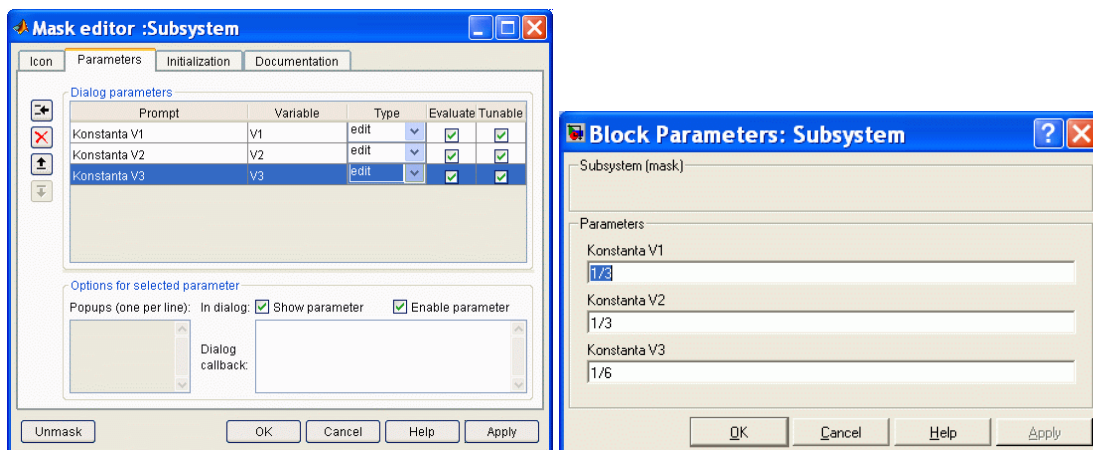 Mask editor :Subsystem
Icon Parameters Initialization Documentation
Dialog parameters
Prompt Variable Type Evaluate Tunable
Konstanta V1 V1 edit
Konstanta V2 V2 edit
Konstanta V3 V3 edit
Options for selected parameter
Popups (one per line): In dialog: Show parameter Enable parameter
Dialog
callback:
Unmask OK Cancel Help Apply
Block Parameters: Subsystem
Subsystem (mask)
Parameters
Konstanta V1
1/3
Konstanta V2
1/3
Konstanta V3
1/6
OK Cancel Help Apply